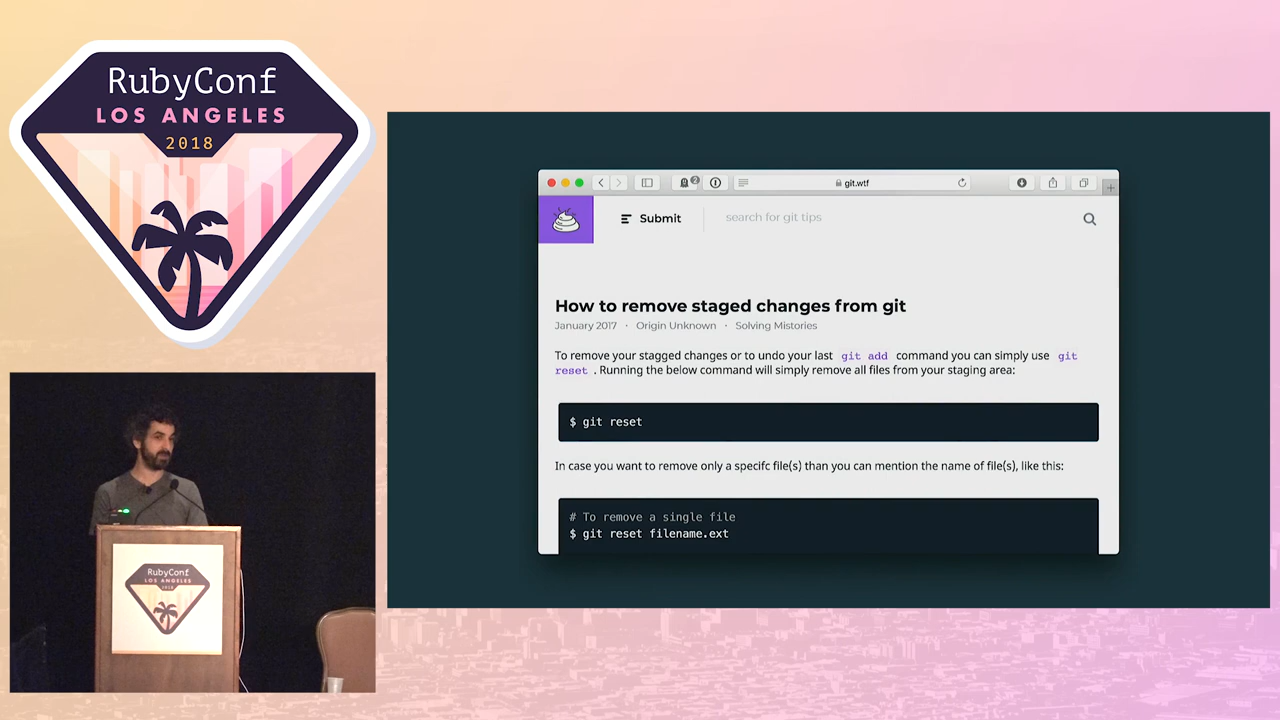 RubyConf
LOS ANGELES
2018
git.wtf
2
Submit
search for git tips
How to remove staged changes from git
January 2017 · Origin Unknown · Solving Mistories
To remove your stagged changes or to undo your last git add command you can simply use git
reset . Running the below command will simply remove all files from your staging area:
$ git reset
In case you want to remove only a specifc file(s) than you can mention the name of file(s), like this:
# To remove a single file
$ git reset filename.ext
RubyConf
LOS ANGELES
2018